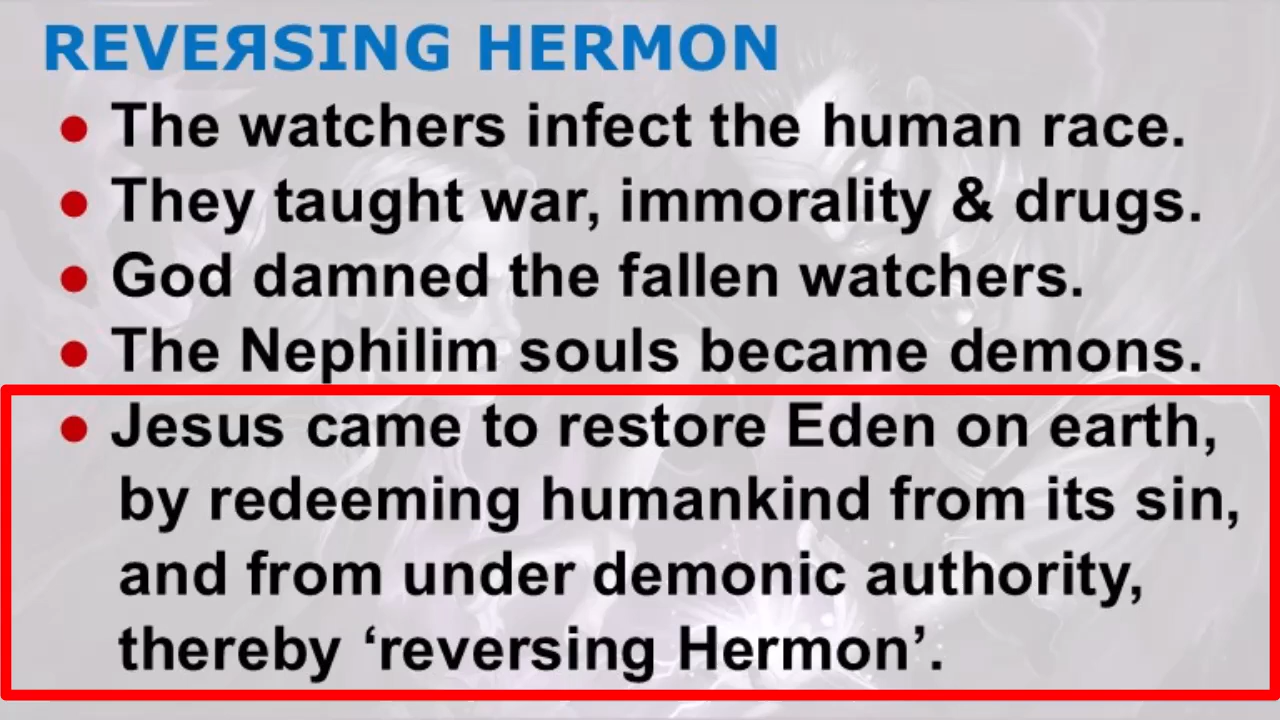 REVEЯSING HERMON
● The watchers infect the human race.
● They taught war, immorality & drugs.
● God damned the fallen watchers.
● The Nephilim souls became demons.
● Jesus came to restore Eden on earth,
by redeeming humankind from its sin,
and from under demonic authority,
thereby ‘reversing Hermon’.